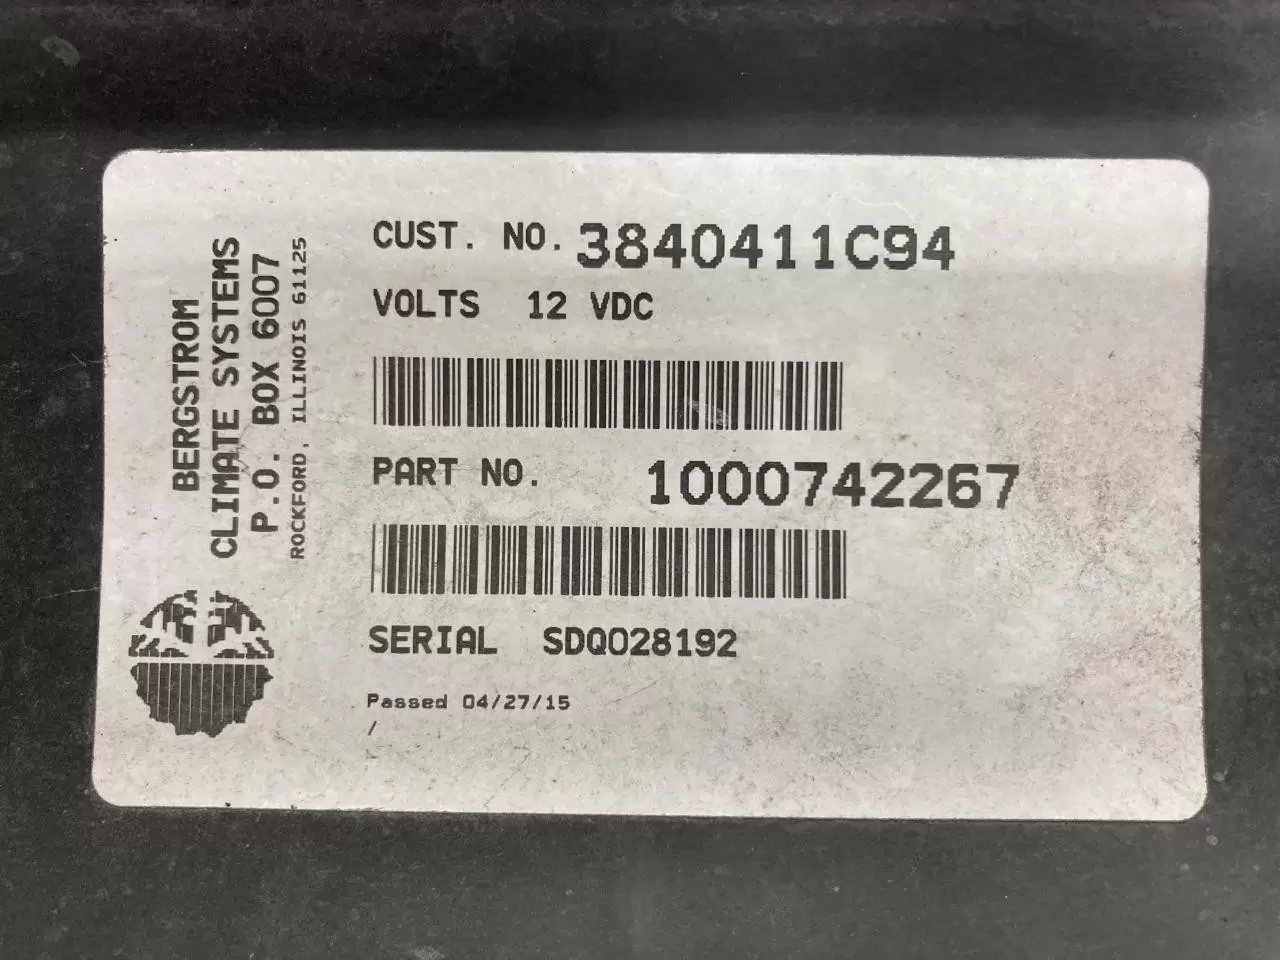 BERGSTROM
CLIMATE SYSTEMS
P.O. BOX 6007
ROCKFORD, ILLINOIS 61125
CUST. NO. 3840411C94
VOLTS 12 VDC
PART NO. 1000742267
SERIAL SDQ028192
Passed 04/27/15
/